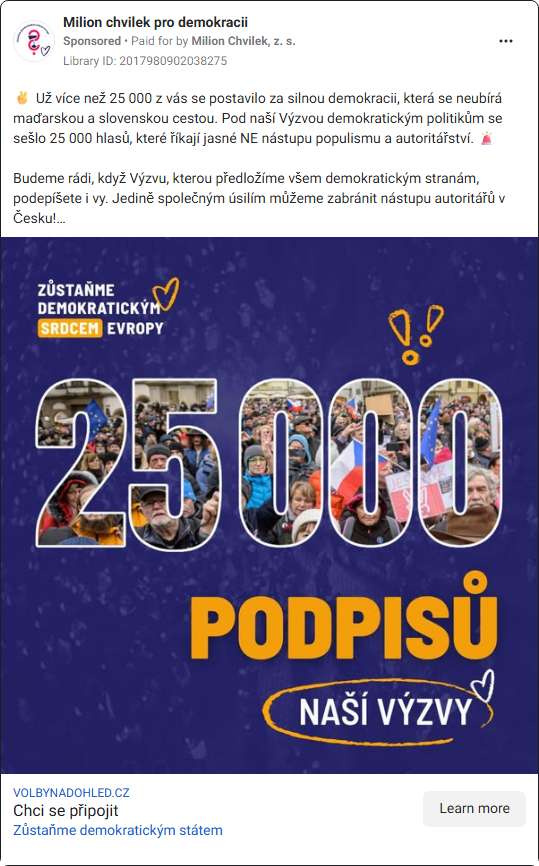 Milion chvilek pro demokracii
Sponsored • Paid for by Milion Chvilek, z. s.
Library ID: 2017980902038275
✌️ Už více než 25 000 z vás se postavilo za silnou demokracii, která se neubírá
maďarskou a slovenskou cestou. Pod naší Výzvou demokratickým politikům se
sešlo 25 000 hlasů, které říkají jasné NE nástupu populismu a autoritářství. 🚨
Budeme rádi, když Výzvu, kterou předložíme všem demokratickým stranám,
podepíšete i vy. Jedině společným úsilím můžeme zabránit nástupu autoritářů v
Česku!…
ZŮSTAŇME
DEMOKRATICKÝM
SRDCEM EVROPY
25 000
PODPISŮ
NAŠÍ VÝZVY
VOLBYNADOHLED.CZ
Chci se připojit
Zůstaňme demokratickým státem
Learn more